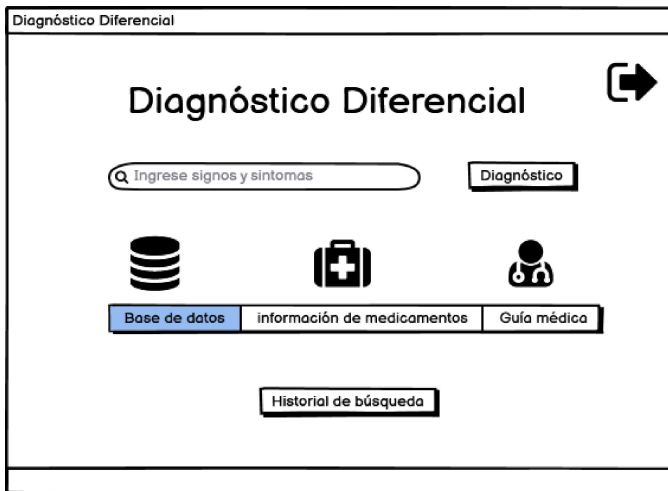 Diagnóstico Diferencial
Diagnóstico Diferencial
Ingrese signos y sintomas
Diagnóstico
Base de datos
información de medicamentos
Guía médica
Historial de búsqueda